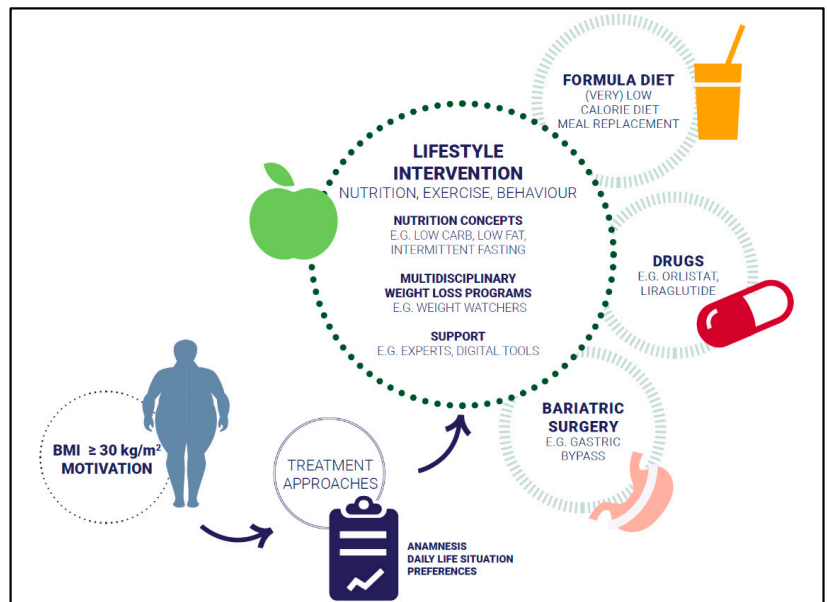 FORMULA DIET
(VERY) LOW
CALORIE DIET
MEAL REPLACEMENT
LIFESTYLE
INTERVENTION
NUTRITION, EXERCISE, BEHAVIOUR
NUTRITION CONCEPTS
E.G. LOW CARB, LOW FAT,
INTERMITTENT FASTING
MULTIDISCIPLINARY
WEIGHT LOSS PROGRAMS
E.G. WEIGHT WATCHERS
SUPPORT
E.G. EXPERTS, DIGITAL TOOLS
DRUGS
E.G. ORLISTAT,
LIRAGLUTIDE
BARIATRIC
SURGERY
E.G. GASTRIC
BYPASS
BMI ≥ 30 kg/m²
MOTIVATION
TREATMENT
APPROACHES
ANAMNESIS
DAILY LIFE SITUATION
PREFERENCES